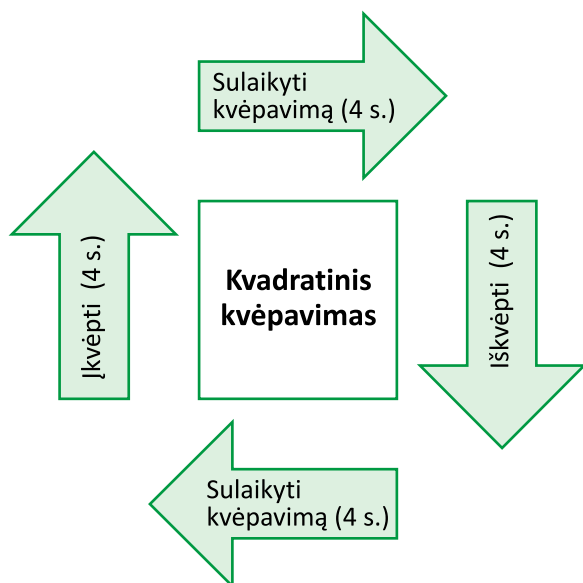 Sulaikyti
kvėpavimą (4 s.)
Įkvėpti (4 s.)
Kvadratinis
kvėpavimas
Iškvėpti (4 s.)
Sulaikyti
kvėpavimą (4 s.)